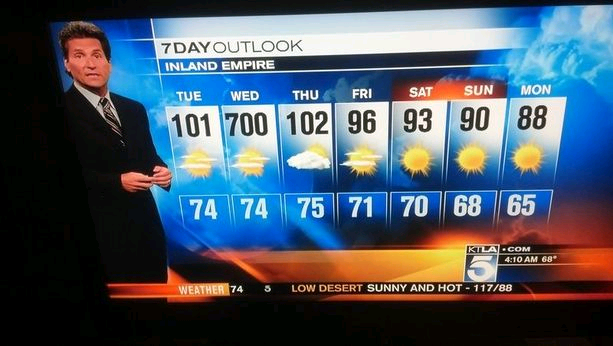 7 DAY OUTLOOK
INLAND EMPIRE
TUE WED THU FRI SAT SUN MON
101 700 102 96 93 90 88
74 74 75 71 70 68 65
KTLA .COM
5 4:10 AM 68°
WEATHER 74 5 LOW DESERT SUNNY AND HOT - 117/88